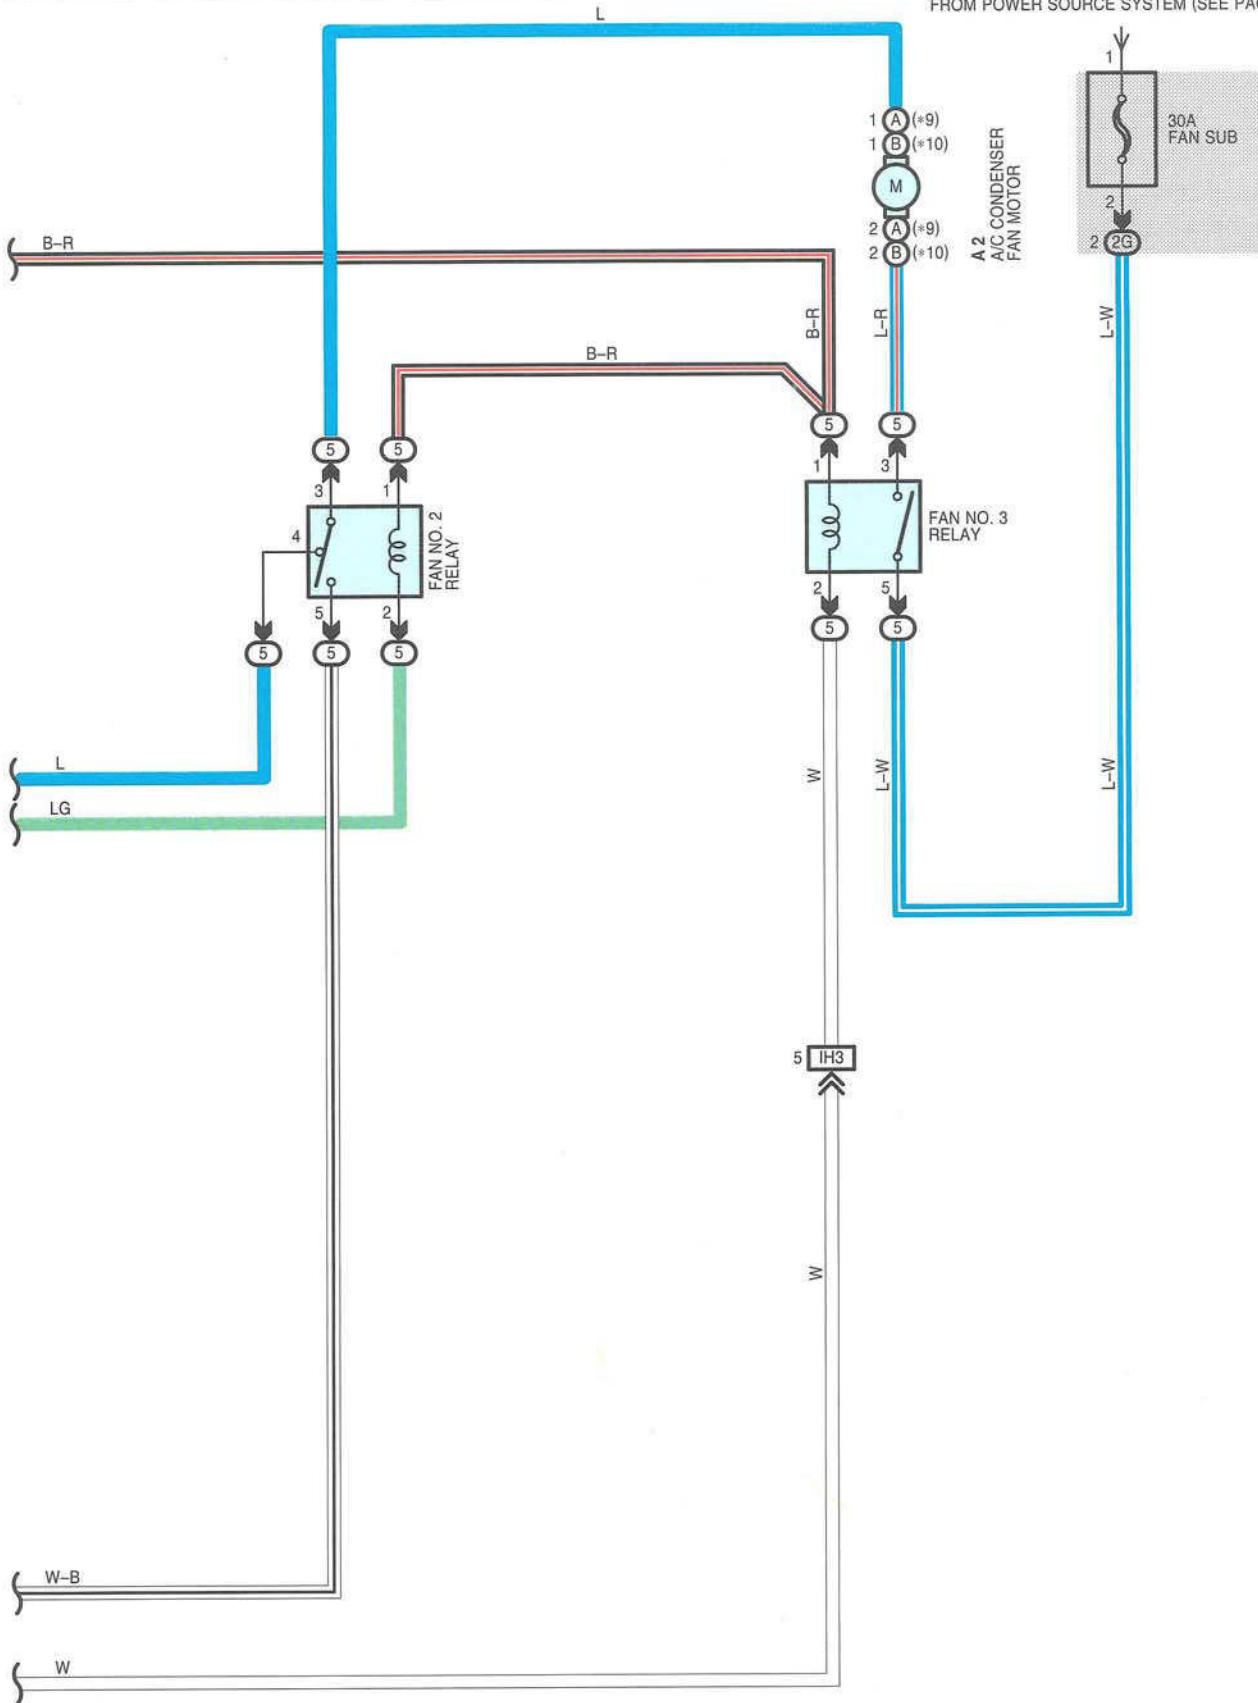 FROM POWER SOURCE SYSTEM (SEE PAG
L
1
1 A (*9)
1 B (*10)
M
2 A (*9)
2 B (*10)
A 2
A/C CONDENSER
FAN MOTOR
30A
FAN SUB
2
2 2G
B–R
B–R
B–R
L–R
L–W
5
5
5
5
3
1
4
5
2
FAN NO. 2
RELAY
1
3
2
5
FAN NO. 3
RELAY
5
5
5
5
5
L
LG
W
L–W
L–W
5 IH3
W
W–B
W